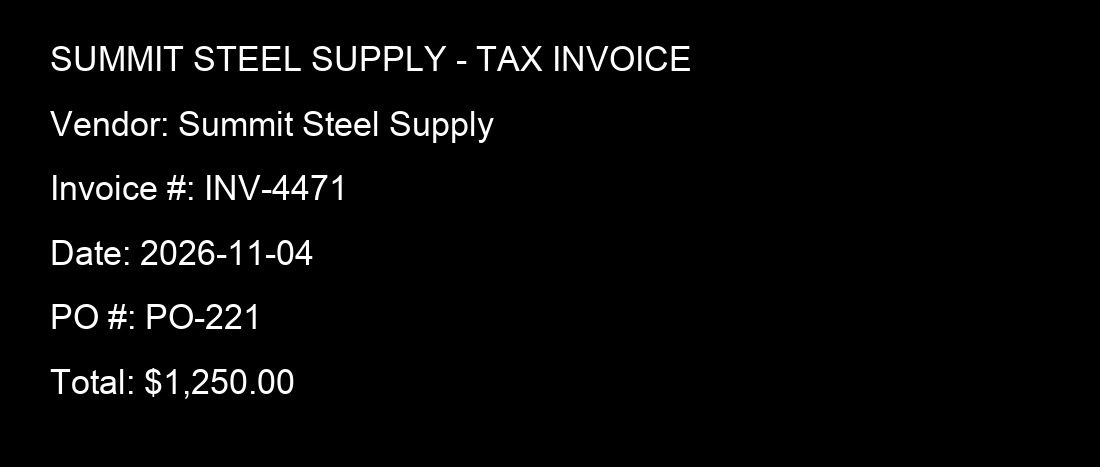 SUMMIT STEEL SUPPLY - TAX INVOICE
Vendor: Summit Steel Supply
Invoice #: INV-4471
Date: 2026-11-04
PO #: PO-221
Total: $1,250.00